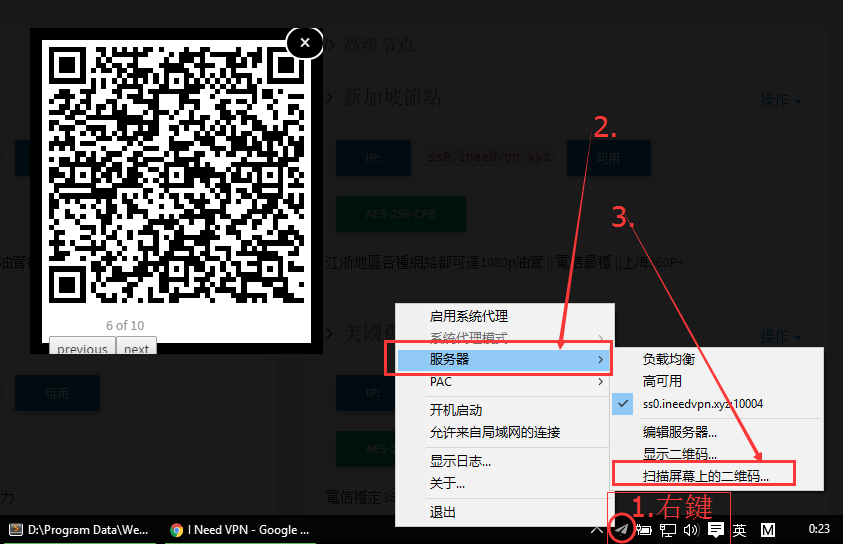 高级节点
新加坡節點
操作
IP:
ss0.ineedvpn.xyz
可用
AES-256-CFB
江浙地區各種網絡都可達1080p油管 || 電信最穩 || 上海
60P+
6 of 10
previous
next
2.
3.
美國
操作
可用
IP:
力
電信穩定36
启用系统代理
系统代理模式
服务器
PAC
开机启动
允许来自局域网的连接
显示日志...
关于...
退出
负载均衡
高可用
ss0.ineedvpn.xyz:10004
编辑服务器...
显示二维码...
扫描屏幕上的二维码...
1.右鍵
D:\Program Data\We...
I Need VPN - Google ...
英
M
0:23